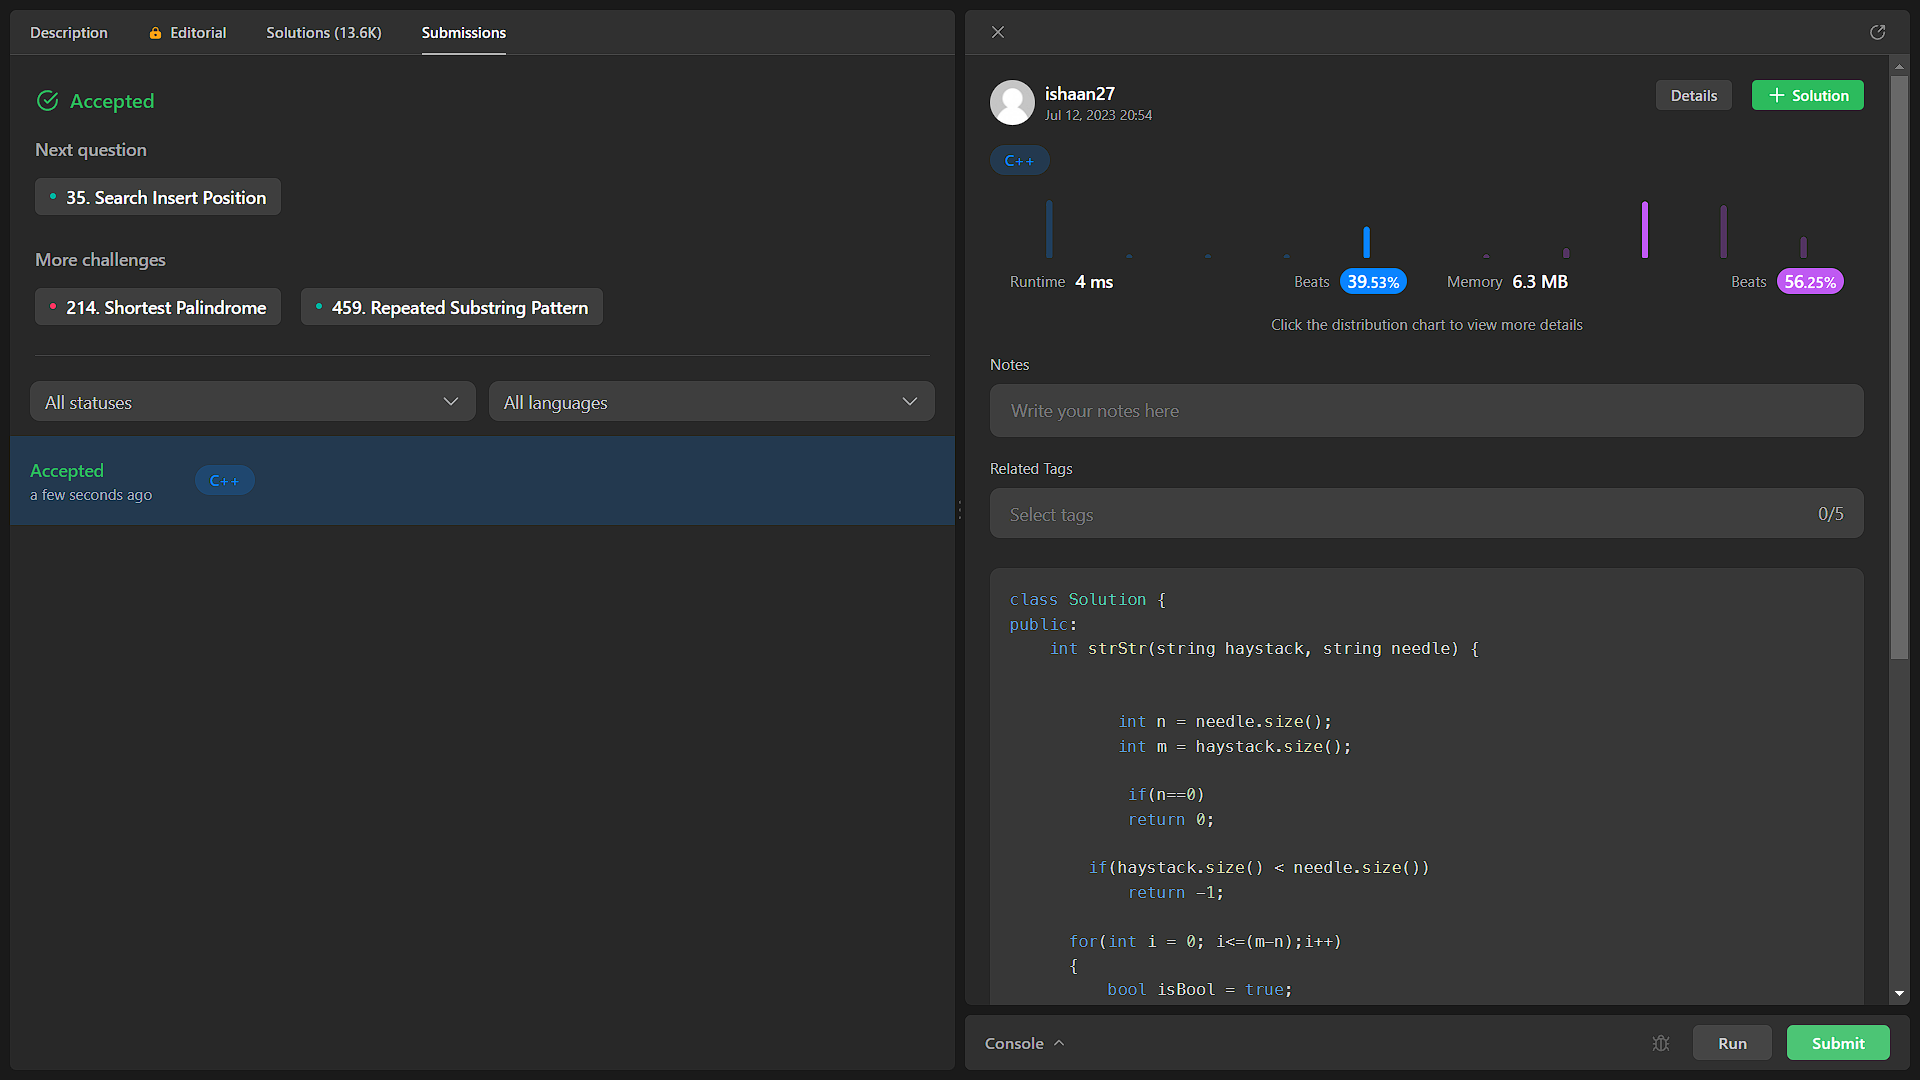 Description Editorial Solutions (13.6K) Submissions
Accepted
Next question
35. Search Insert Position
More challenges
214. Shortest Palindrome 459. Repeated Substring Pattern
All statuses All languages
Accepted
a few seconds ago
C++
ishaan27
Jul 12, 2023 20:54
Details + Solution
C++
Runtime 4 ms Beats 39.53% Memory 6.3 MB Beats 56.25%
Click the distribution chart to view more details
Notes
Write your notes here
Related Tags
Select tags 0/5
class Solution {
public:
    int strStr(string haystack, string needle) {
int n = needle.size();
int m = haystack.size();
if(n==0)
return 0;
if(haystack.size() < needle.size())
return -1;
for(int i = 0; i<=(m-n);i++)
{
bool isBool = true;
Console Run Submit